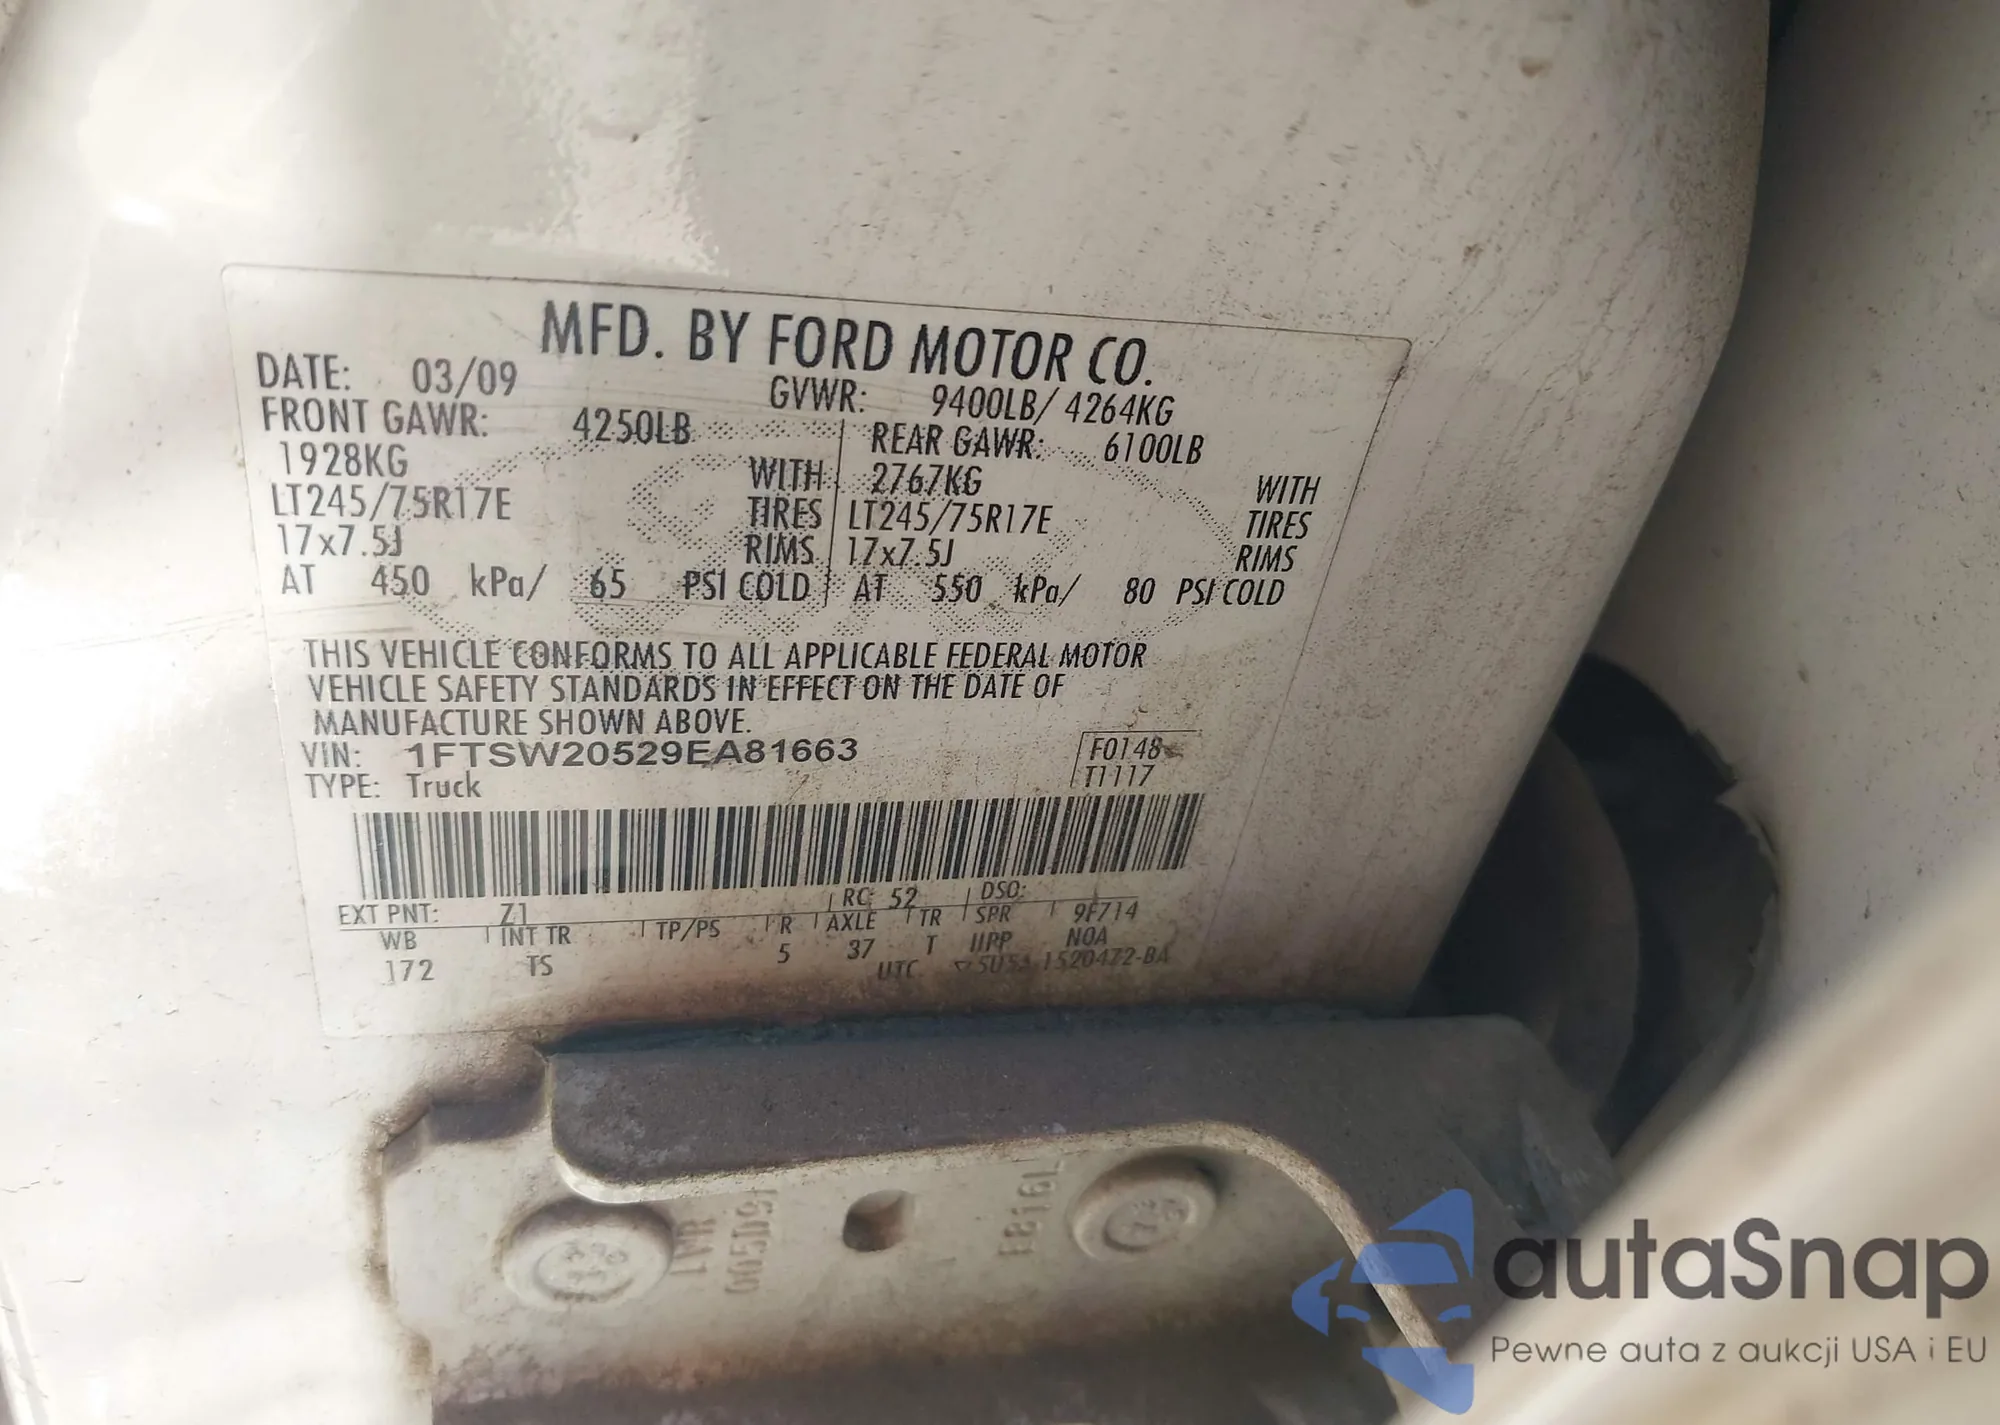 MFD. BY FORD MOTOR CO.
DATE: 03/09 GVWR: 9400LB/ 4264KG
FRONT GAWR: 4250LB REAR GAWR: 6100LB
1928KG WITH 2767KG WITH
LT245/75R17E TIRES LT245/75R17E TIRES
17x7.5J RIMS 17x7.5J RIMS
AT 450 kPa/ 65 PSI COLD AT 550 kPa/ 80 PSI COLD
THIS VEHICLE CONFORMS TO ALL APPLICABLE FEDERAL MOTOR
VEHICLE SAFETY STANDARDS IN EFFECT ON THE DATE OF
MANUFACTURE SHOWN ABOVE.
VIN: 1FTSW20529EA81663 F0148
TYPE: Truck T1117
EXT PNT: Z1 RC: 52 DSO:
WB INT TR TP/PS R AXLE TR SPR 9F714
172 TS 5 37 T NOA
UTC
autaSnap
Pewne auta z aukcji USA i EU